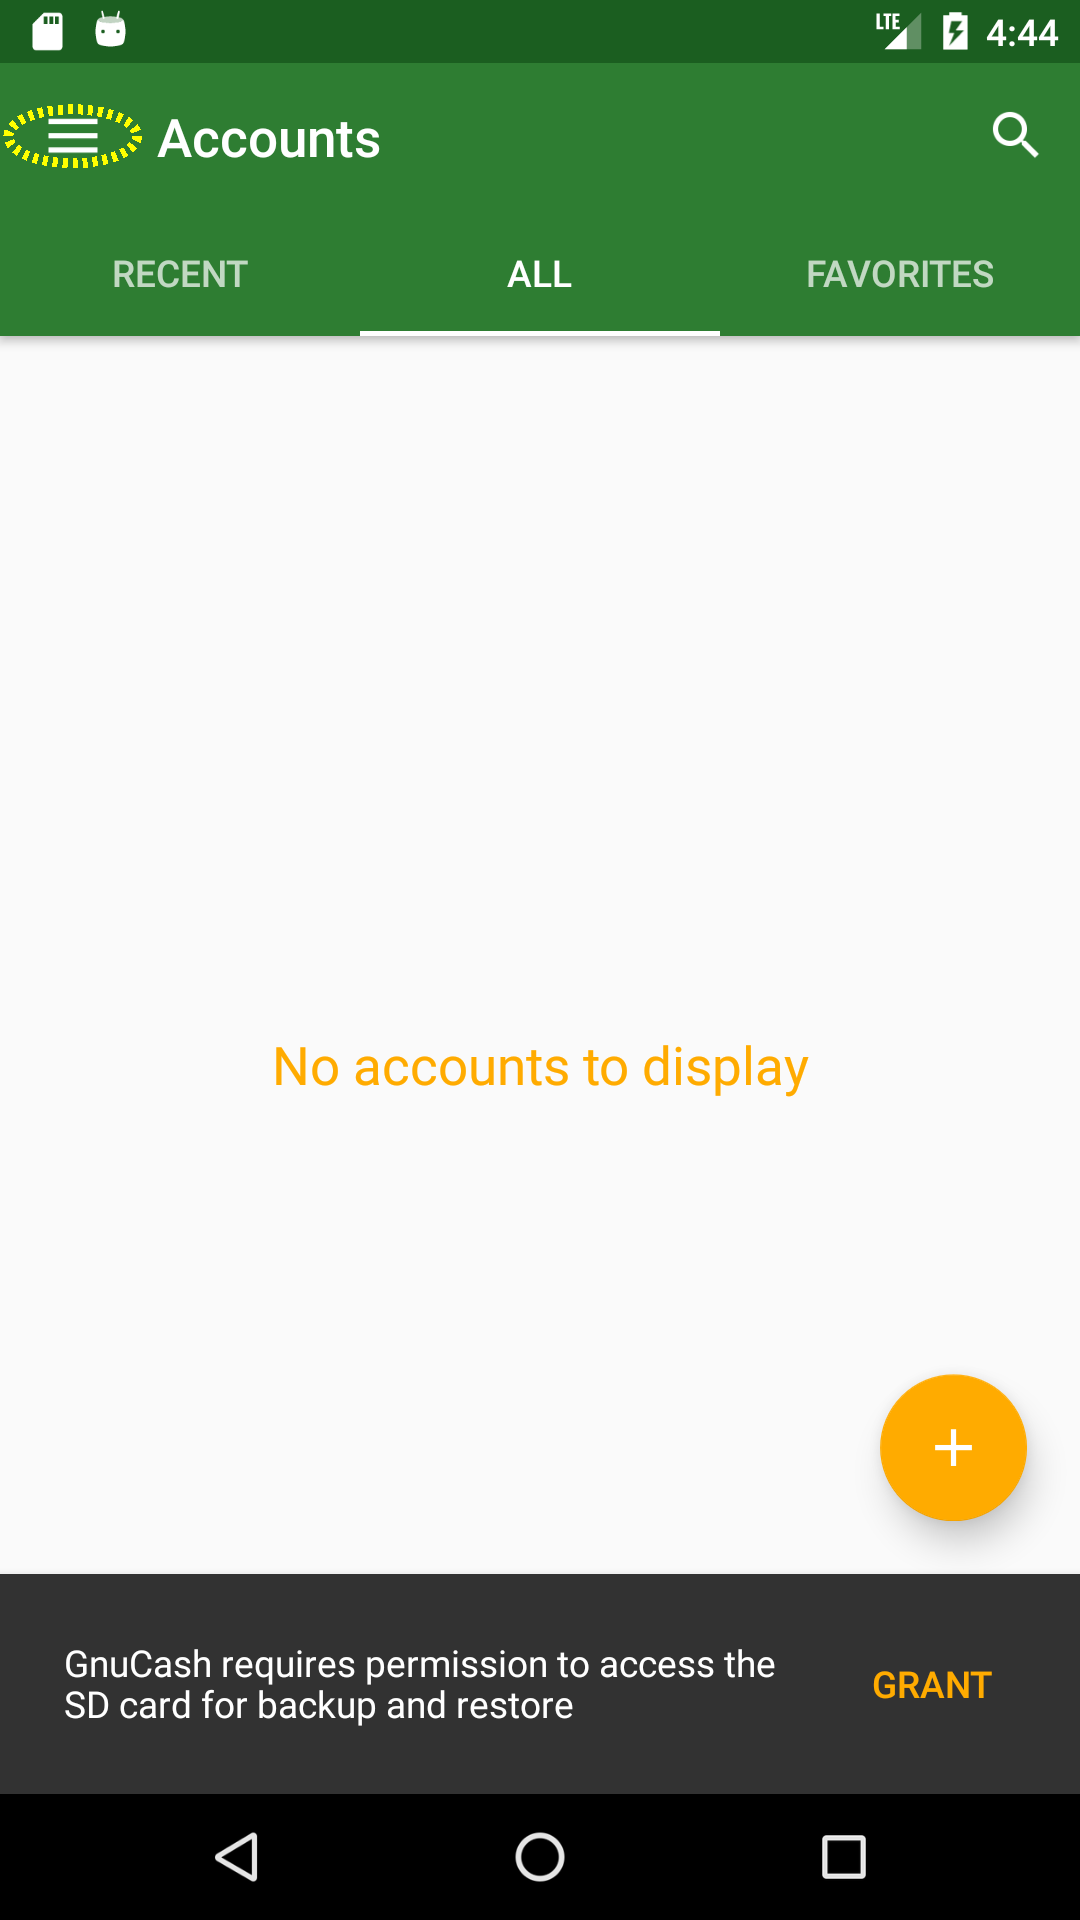 LTE 4:44
Accounts
RECENT ALL FAVORITES
No accounts to display
GnuCash requires permission to access the
SD card for backup and restore
GRANT